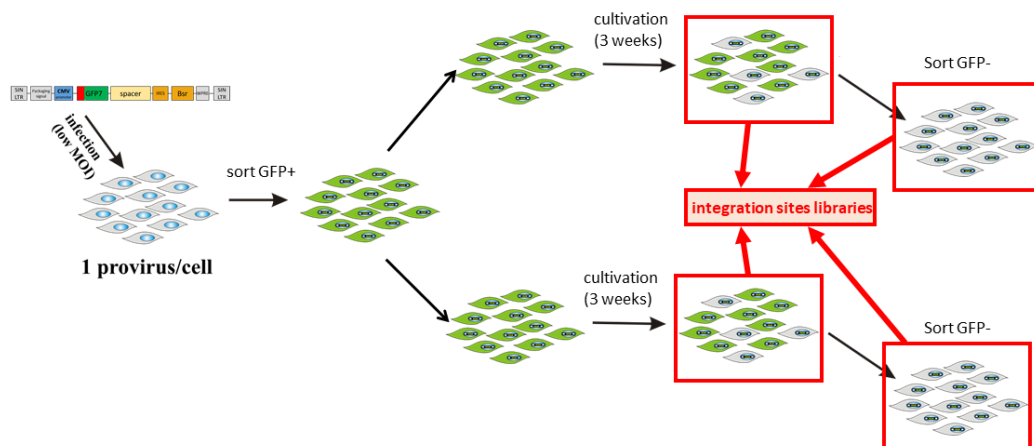 cultivation
(3 weeks)
Sort GFP-
SIN
LTR
Packaging
signal
CMV
promoter
GFP?
spacer
IRES
Bsr
WPRE
SIN
LTR
infection
(low MOI)
sort GFP+
integration sites libraries
1 provirus/cell
cultivation
(3 weeks)
Sort GFP-